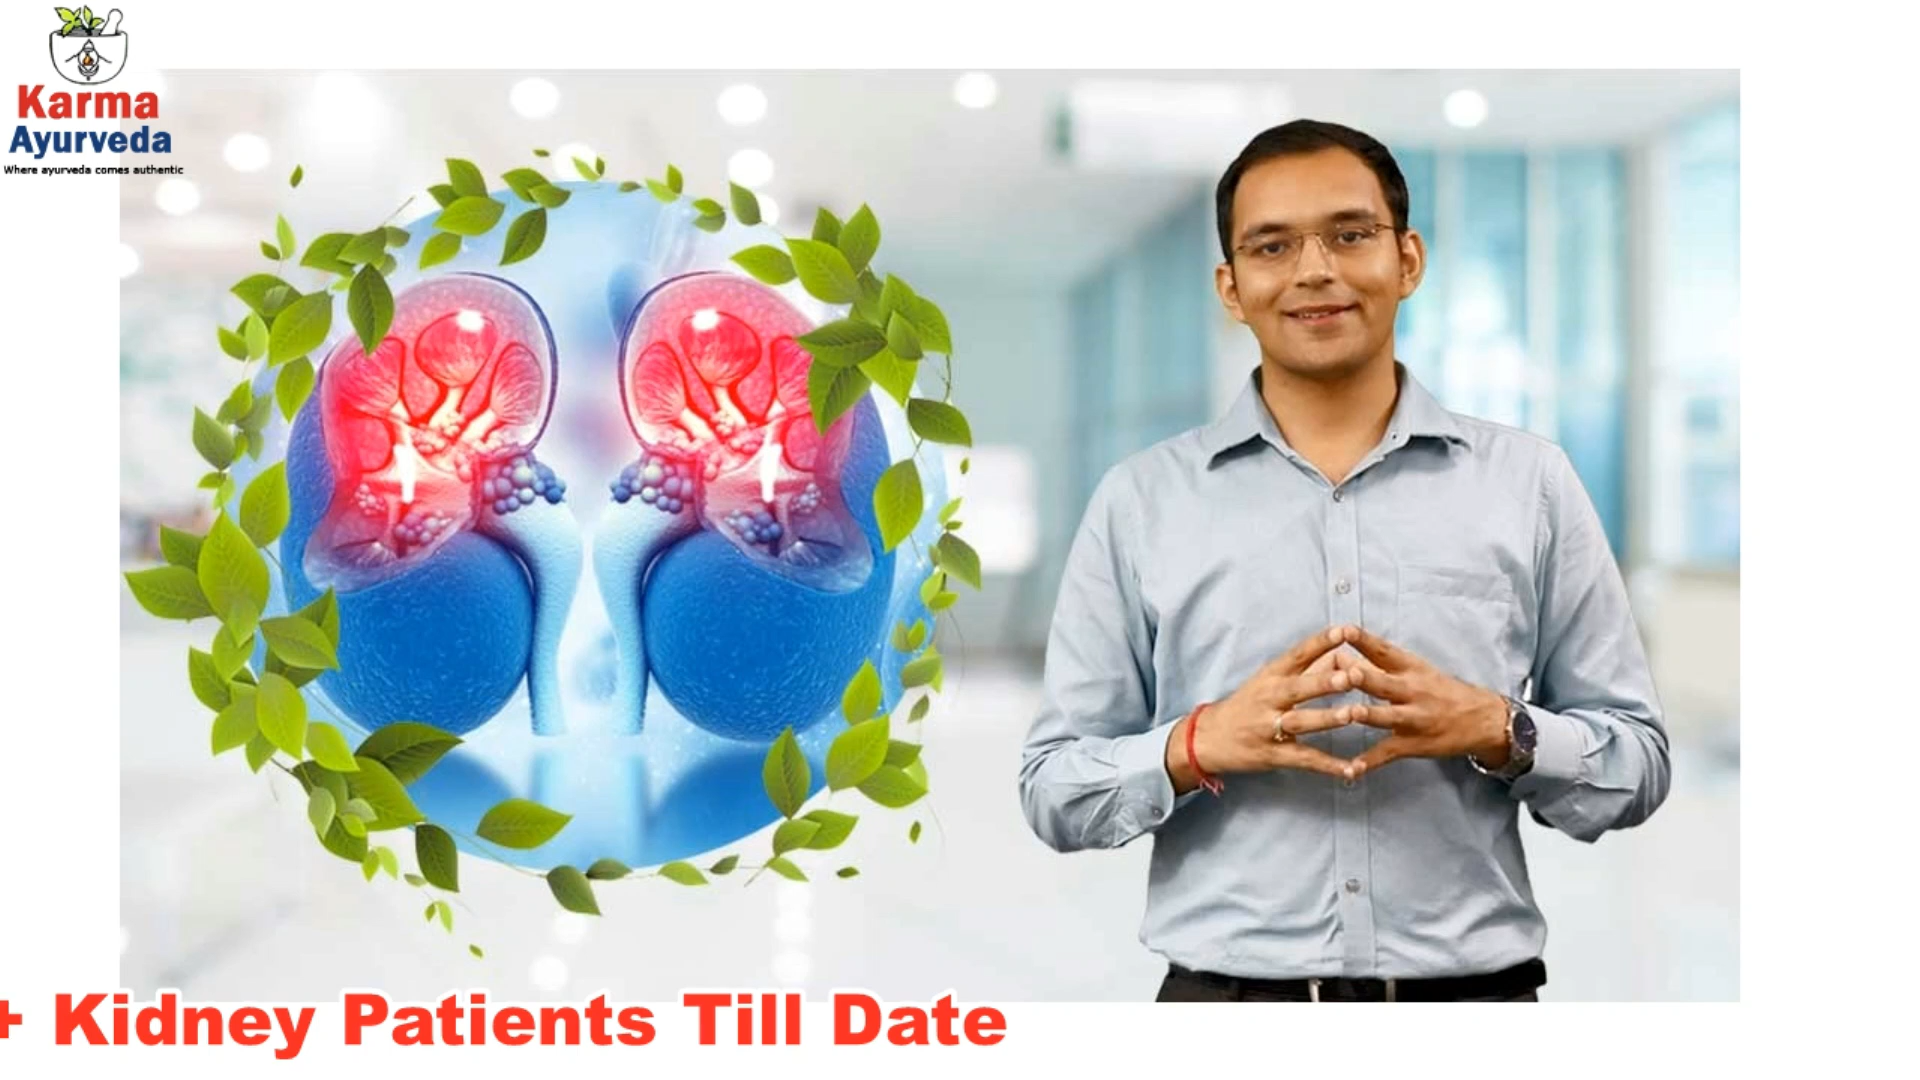 Karma
Ayurveda
Where ayurveda comes authentic
+ Kidney Patients Till Date